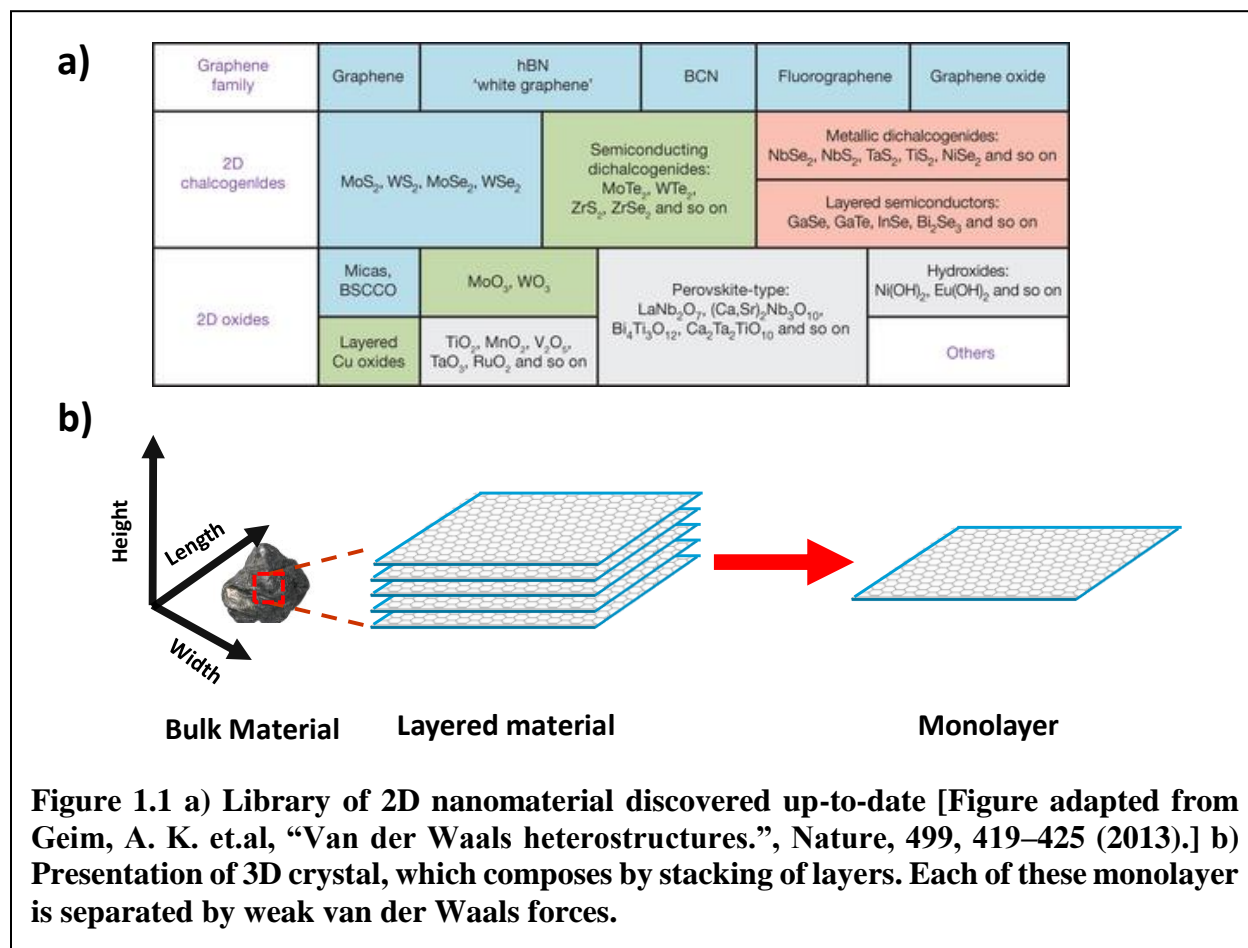 a)
Graphene
family
Graphene
hBN
'white graphene'
BCN
Fluorographene
Graphene oxide
2D
chalcogenides
MoS₂, WS₂, MoSe₂, WSe₂
Semiconducting
dichalcogenides:
MoTe₂, WTe₂,
ZrS₂, ZrSe₂ and so on
Metallic dichalcogenides:
NbSe₂, NbS₂, TaS₂, TiS₂, NiSe₂ and so on
Layered semiconductors:
GaSe, GaTe, InSe, Bi₂Se₃ and so on
2D oxides
Micas,
BSCCO
MoO₃, WO₃
Perovskite-type:
LaNb₂O₇, (Ca,Sr)₂Nb₃O₁₀,
Bi₄Ti₃O₁₂, Ca₂Ta₂TiO₁₀ and so on
Hydroxides:
Ni(OH)₂, Eu(OH)₂ and so on
Layered
Cu oxides
TiO₂, MnO₂, V₂O₅,
TaO₃, RuO₂ and so on
Others
b)
Height
Length
Width
Bulk Material
Layered material
Monolayer
Figure 1.1 a) Library of 2D nanomaterial discovered up-to-date [Figure adapted from
Geim, A. K. et.al, “Van der Waals heterostructures.”, Nature, 499, 419–425 (2013).] b)
Presentation of 3D crystal, which composes by stacking of layers. Each of these monolayer
is separated by weak van der Waals forces.